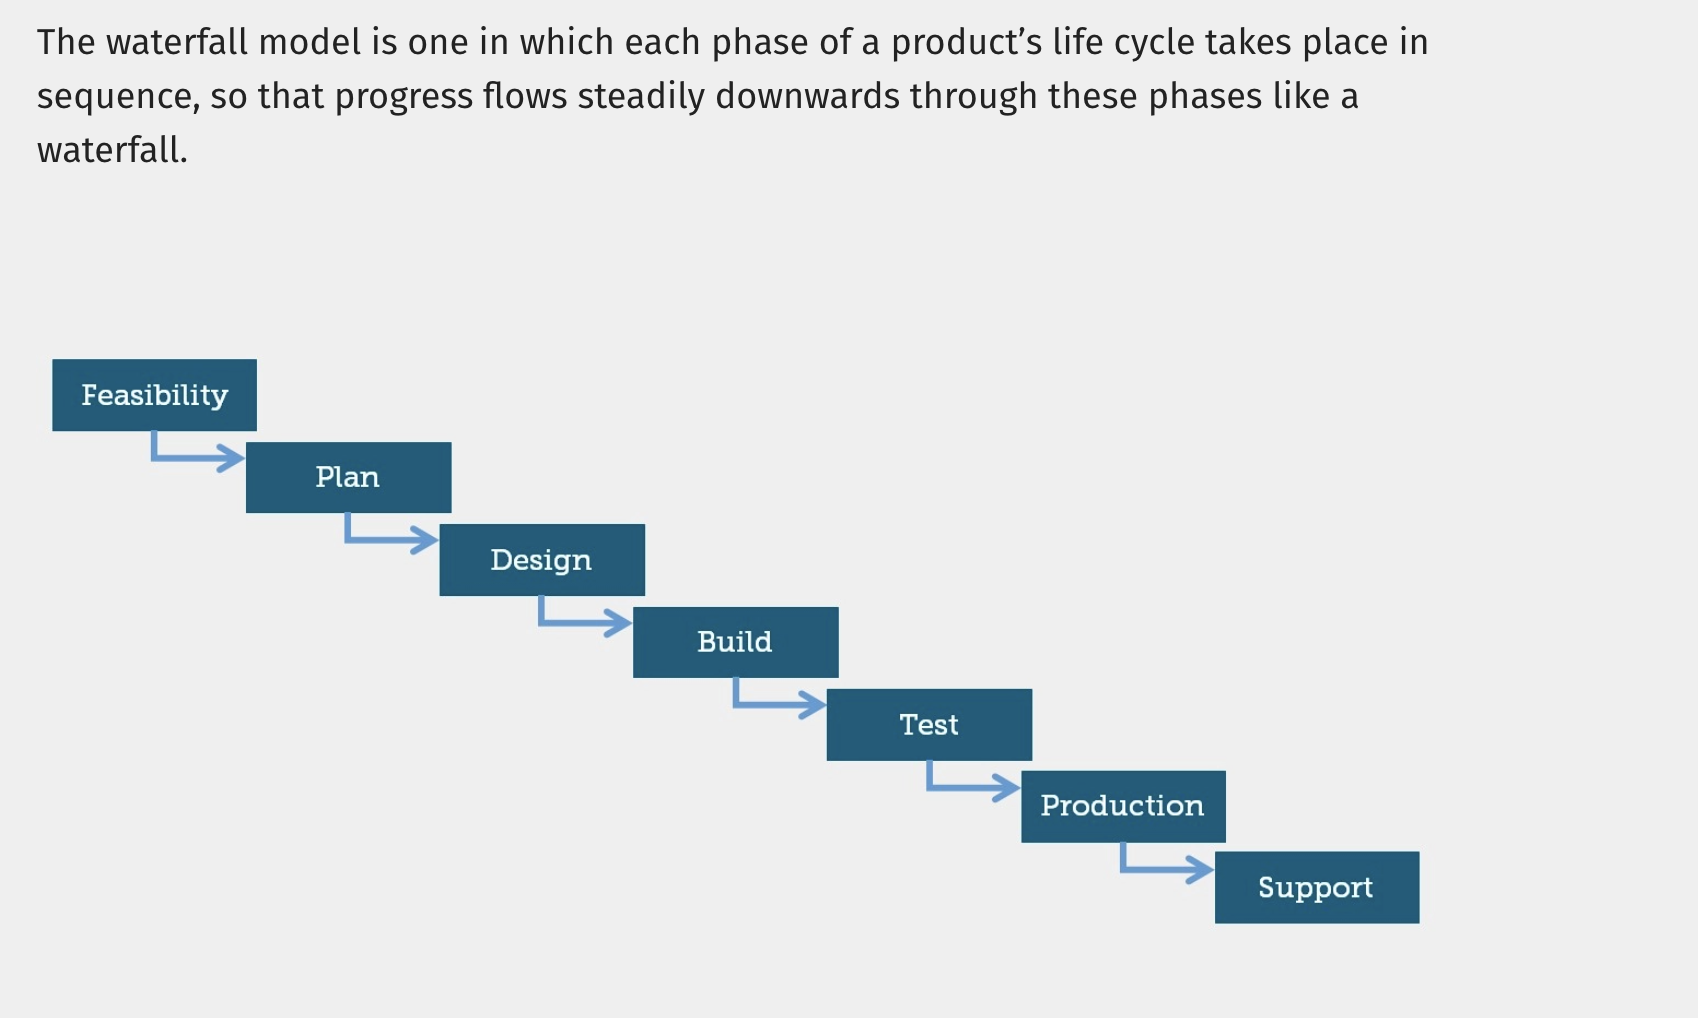 The waterfall model is one in which each phase of a product’s life cycle takes place in
sequence, so that progress flows steadily downwards through these phases like a
waterfall.
Feasibility
Plan
Design
Build
Test
Production
Support